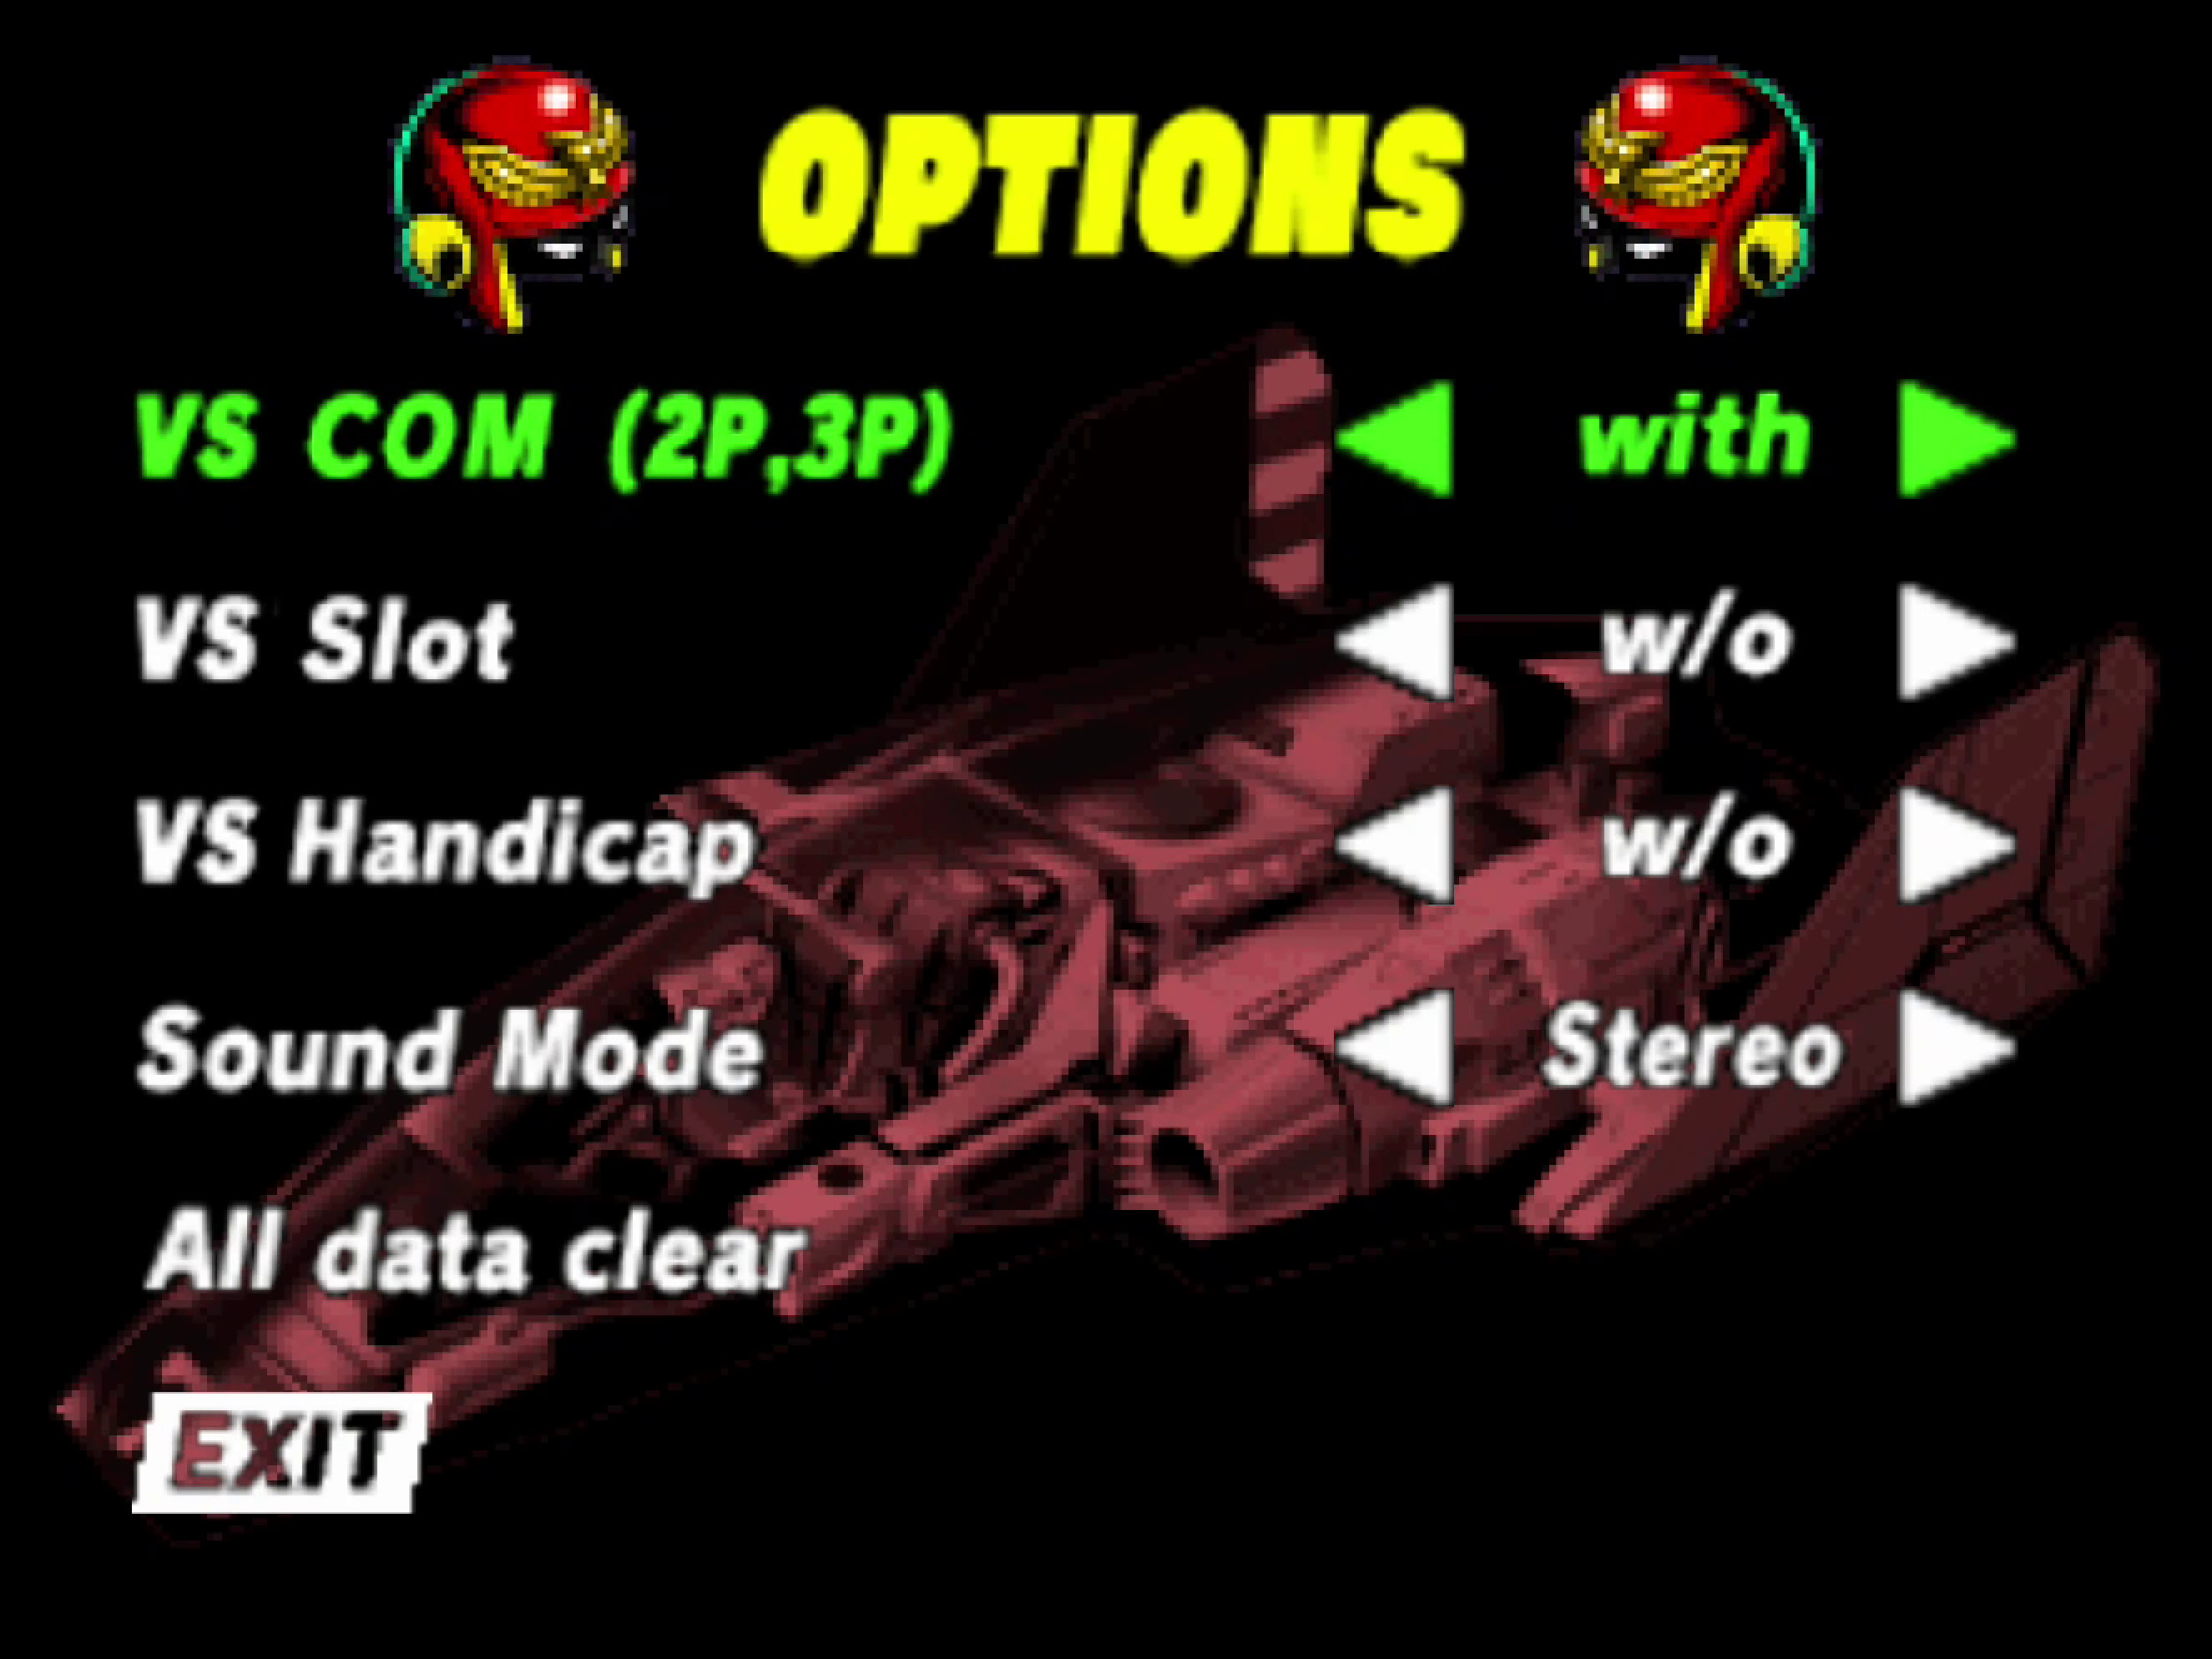 OPTIONS
VS COM (2P,3P) with
VS Slot w/o
VS Handicap w/o
Sound Mode Stereo
All data clear
EXIT